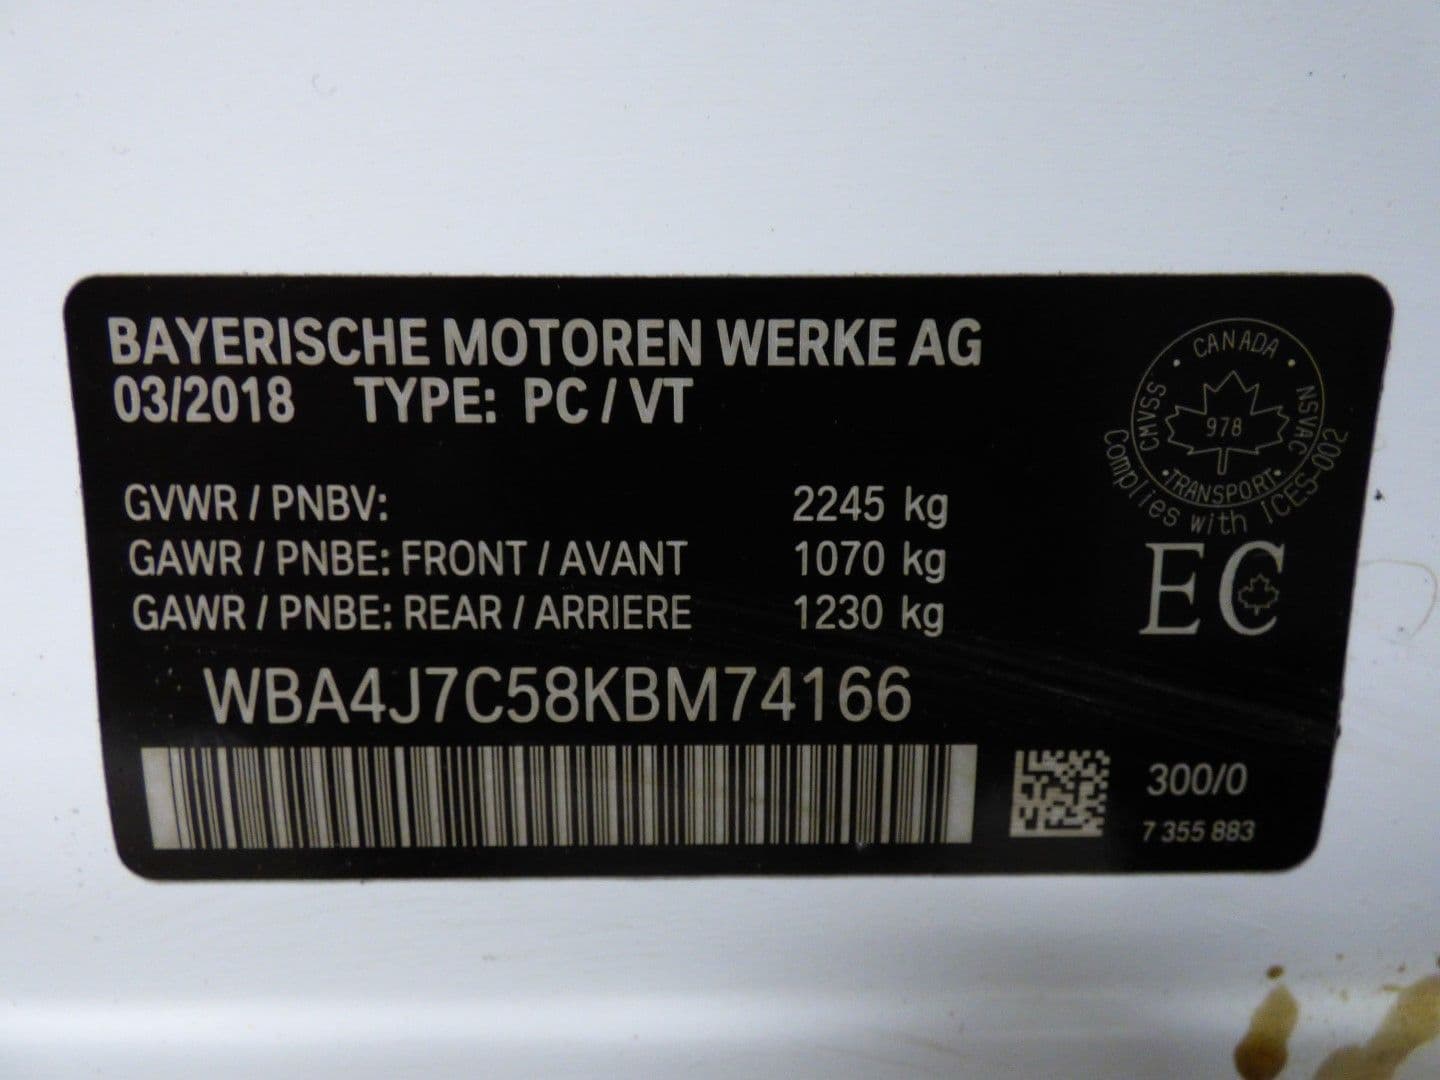 BAYERISCHE MOTOREN WERKE AG
03/2018 TYPE: PC / VT
GVWR / PNBV: 2245 kg
GAWR / PNBE: FRONT / AVANT 1070 kg
GAWR / PNBE: REAR / ARRIERE 1230 kg
WBA4J7C58KBM74166
CANADA
CMVSS
NSVAC
978
TRANSPORT
Complies with ICES-002
EC
300/0
7 355 883